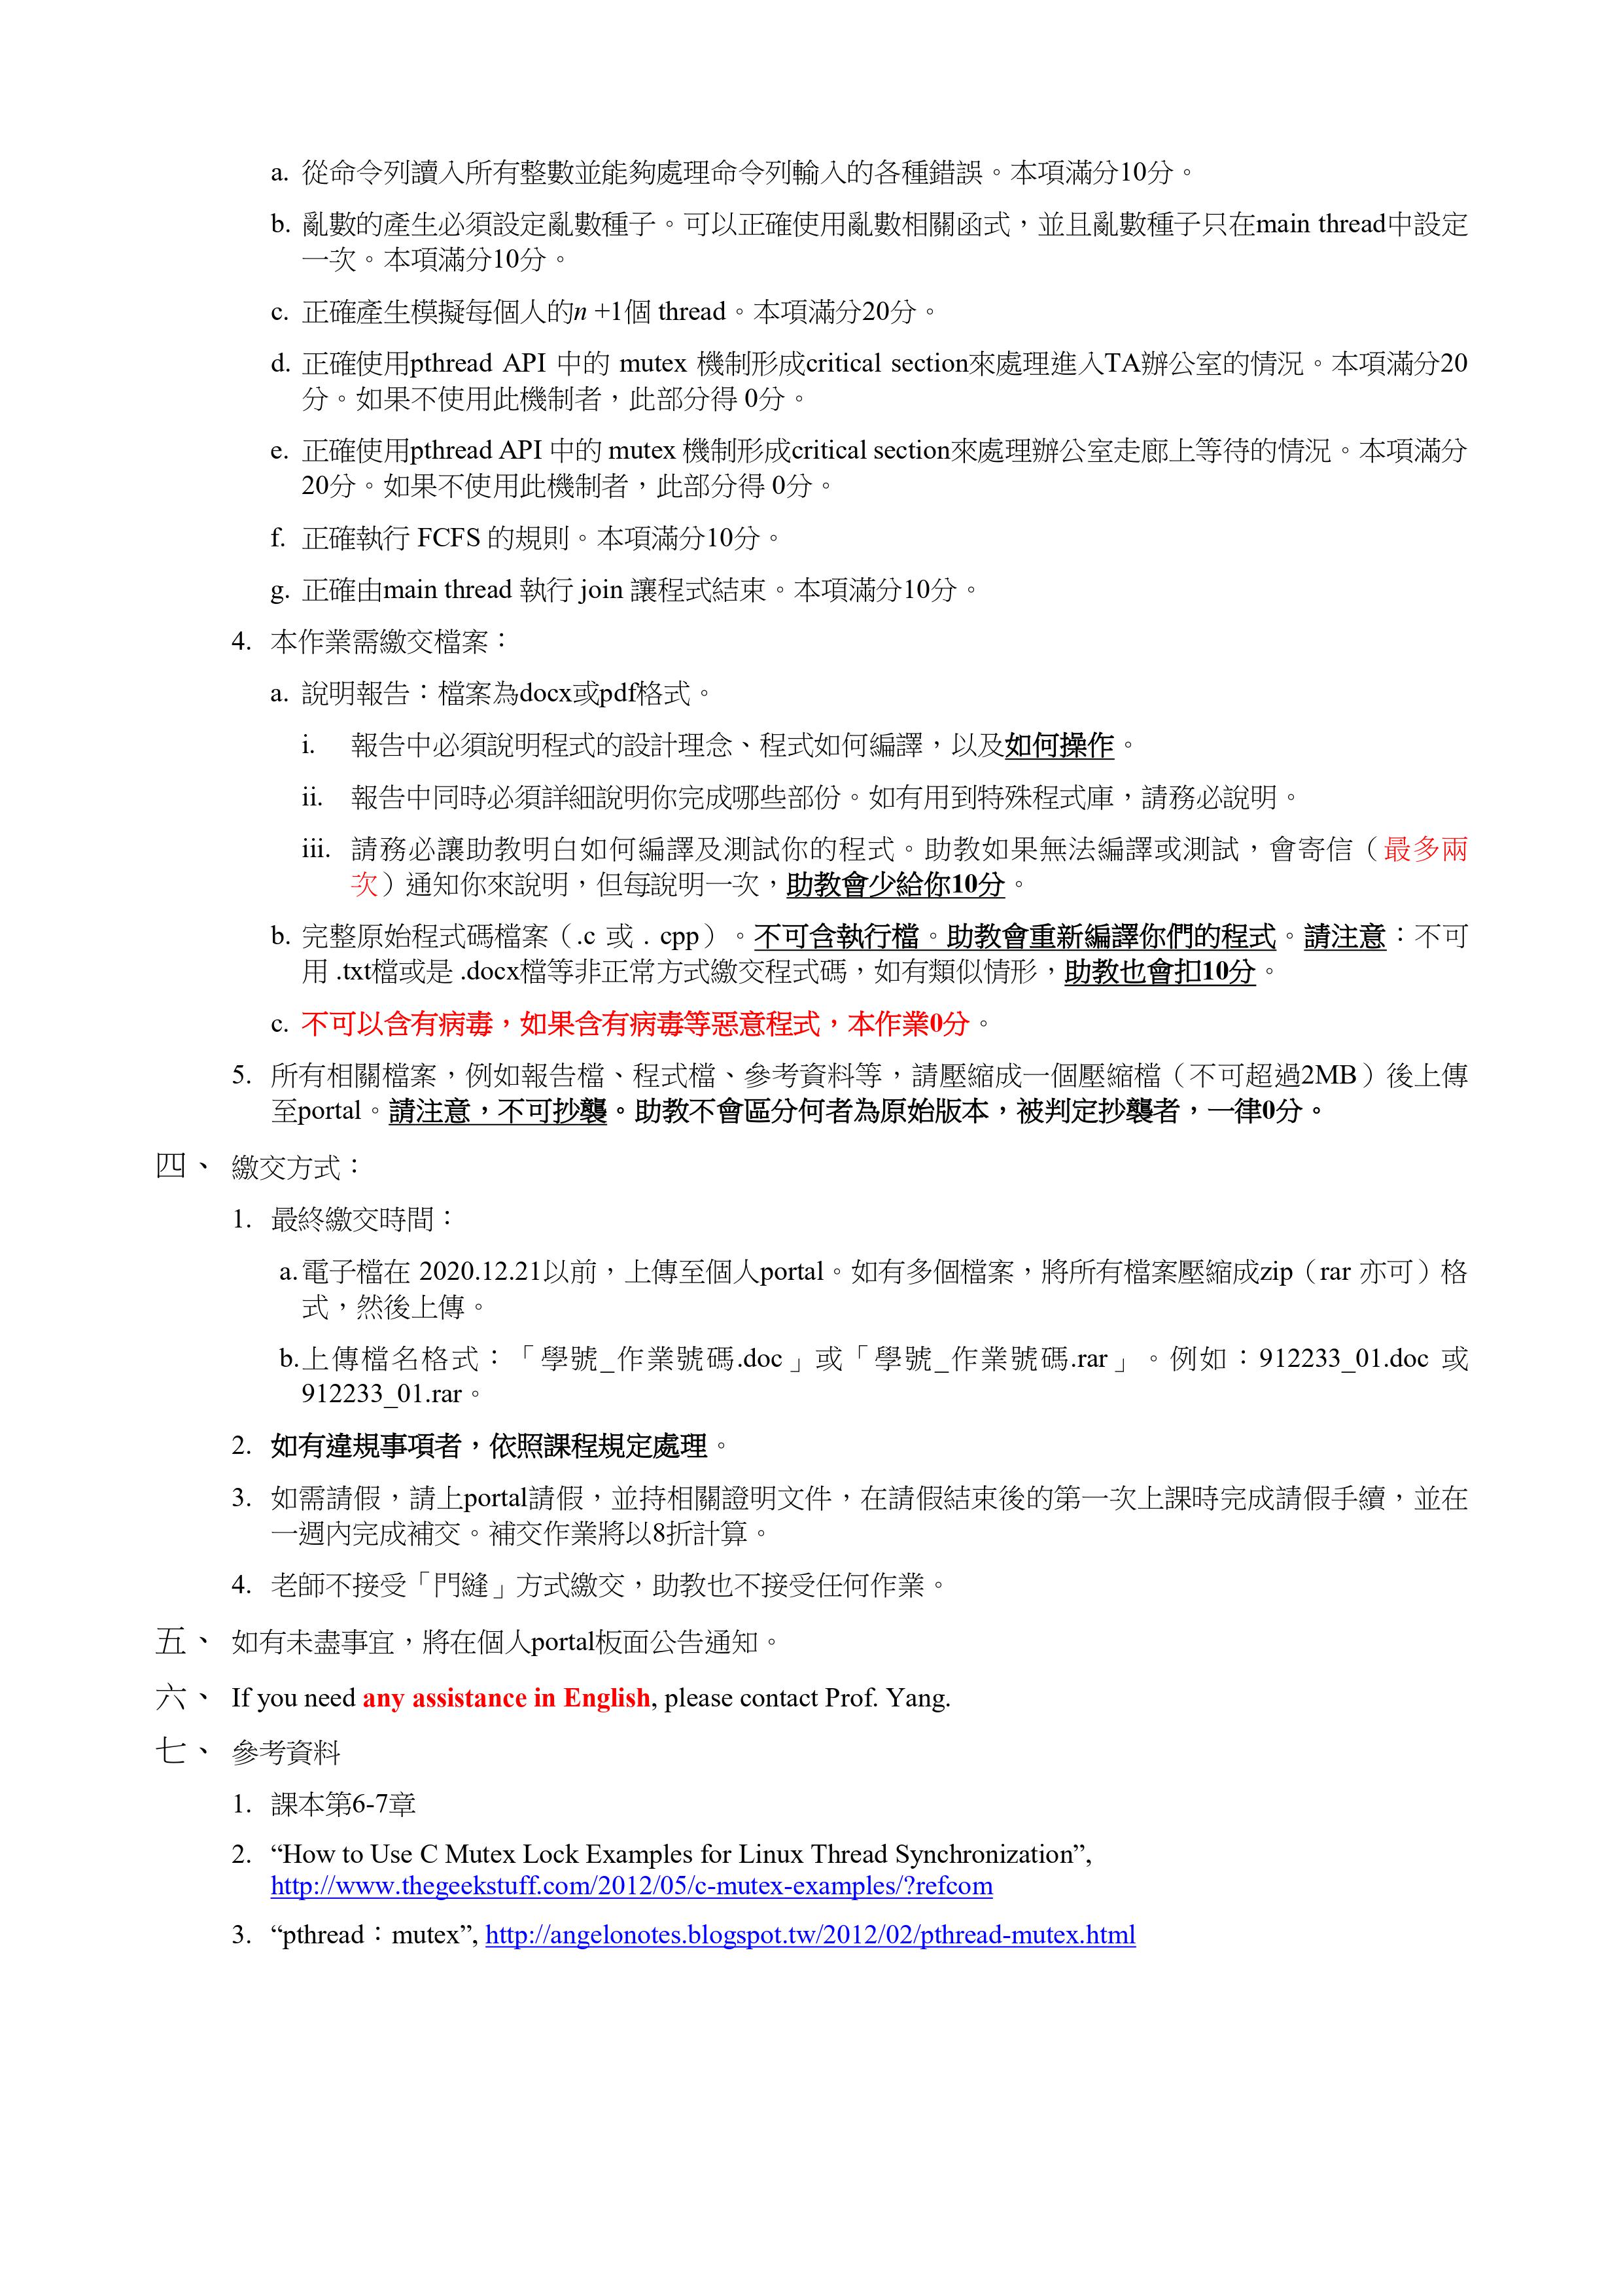 a. 從命令列讀入所有整數並能夠處理命令列輸入的各種錯誤。本項滿分10分。
b. 亂數的產生必須設定亂數種子。可以正確使用亂數相關函式，並且亂數種子只在main thread中設定
一次。本項滿分10分。
c. 正確產生模擬每個人的n +1個 thread。本項滿分20分。
d. 正確使用pthread API 中的 mutex 機制形成critical section來處理進入TA辦公室的情況。本項滿分20
分。如果不使用此機制者，此部分得 0分。
e. 正確使用pthread API 中的 mutex 機制形成critical section來處理辦公室走廊上等待的情況。本項滿分
20分。如果不使用此機制者，此部分得 0分。
f. 正確執行 FCFS 的規則。本項滿分10分。
g. 正確由main thread 執行 join 讓程式結束。本項滿分10分。
4. 本作業需繳交檔案：
a. 說明報告：檔案為docx或pdf格式。
i. 報告中必須說明程式的設計理念、程式如何編譯，以及如何操作。
ii. 報告中同時必須詳細說明你完成哪些部份。如有用到特殊程式庫，請務必說明。
iii. 請務必讓助教明白如何編譯及測試你的程式。助教如果無法編譯或測試，會寄信（最多兩
次）通知你來說明，但每說明一次，助教會少給你10分。
b. 完整原始程式碼檔案（.c 或 . cpp）。不可含執行檔。助教會重新編譯你們的程式。請注意：不可
用 .txt檔或是 .docx檔等非正常方式繳交程式碼，如有類似情形，助教也會扣10分。
c. 不可以含有病毒，如果含有病毒等惡意程式，本作業0分。
5. 所有相關檔案，例如報告檔、程式檔、參考資料等，請壓縮成一個壓縮檔（不可超過2MB）後上傳
至portal。請注意，不可抄襲。助教不會區分何者為原始版本，被判定抄襲者，一律0分。
四、 繳交方式：
1. 最終繳交時間：
a. 電子檔在 2020.12.21以前，上傳至個人portal。如有多個檔案，將所有檔案壓縮成zip（rar 亦可）格
式，然後上傳。
b. 上傳檔名格式：「學號_作業號碼.doc」或「學號_作業號碼.rar」。例如：912233_01.doc 或
912233_01.rar。
2. 如有違規事項者，依照課程規定處理。
3. 如需請假，請上portal請假，並持相關證明文件，在請假結束後的第一次上課時完成請假手續，並在
一週內完成補交。補交作業將以8折計算。
4. 老師不接受「門縫」方式繳交，助教也不接受任何作業。
五、 如有未盡事宜，將在個人portal板面公告通知。
六、 If you need any assistance in English, please contact Prof. Yang.
七、 參考資料
1. 課本第6-7章
2. “How to Use C Mutex Lock Examples for Linux Thread Synchronization”,
http://www.thegeekstuff.com/2012/05/c-mutex-examples/?refcom
3. “pthread：mutex”, http://angelonotes.blogspot.tw/2012/02/pthread-mutex.html